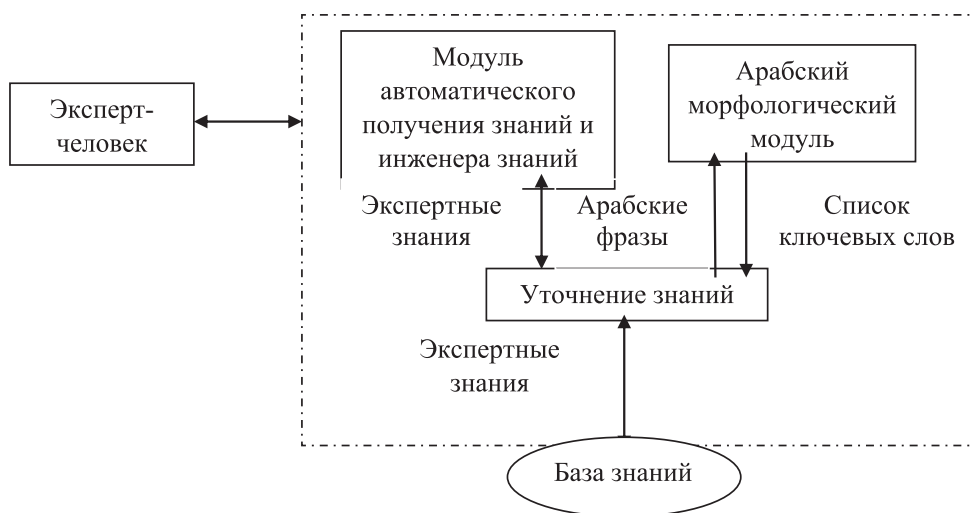 Эксперт-
человек
Модуль
автоматического
получения знаний и
инженера знаний
Арабский
морфологический
модуль
Экспертные
знания
Арабские
фразы
Список
ключевых слов
Уточнение знаний
Экспертные
знания
База знаний